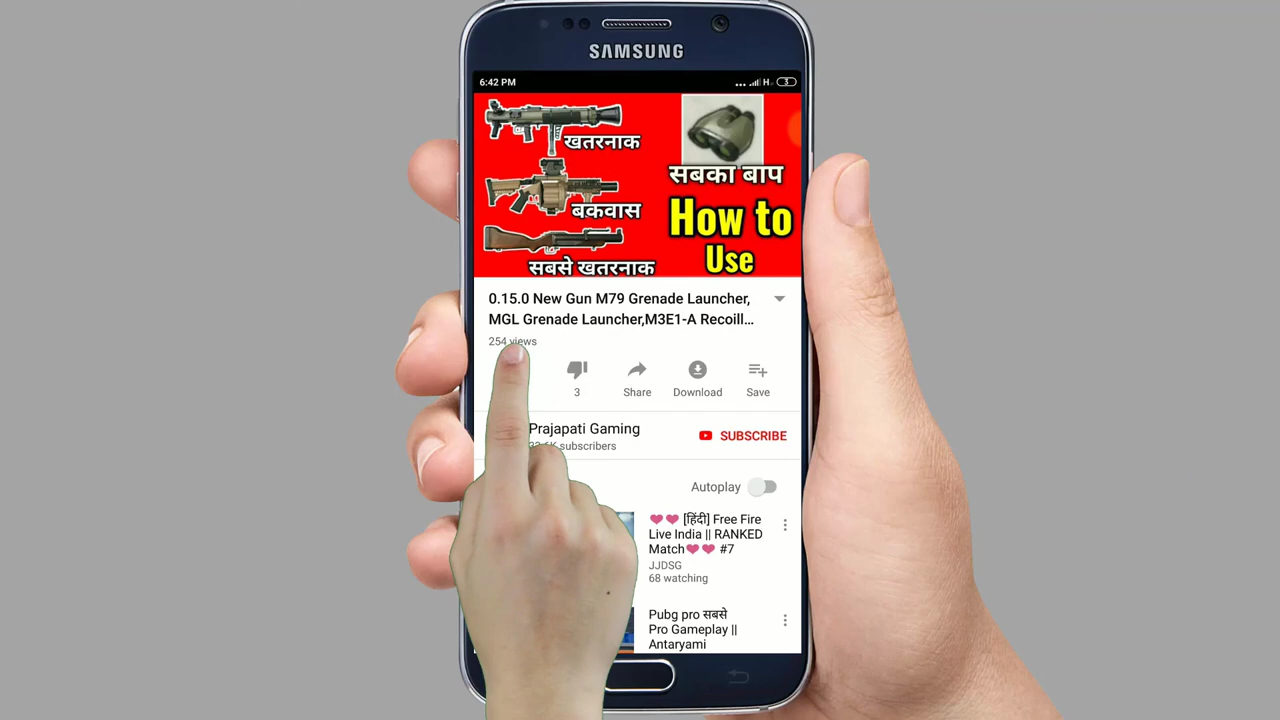 SAMSUNG
6:42 PM
H
3
खतरनाक
बकवास
सबसे खतरनाक
सबका बाप
How to
Use
0.15.0 New Gun M79 Grenade Launcher,
MGL Grenade Launcher,M3E1-A Recoill...
254 views
3
Share
Download
Save
Prajapati Gaming
subscribers
SUBSCRIBE
Autoplay
[हिंदी] Free Fire
Live India || RANKED
Match #7
JJDSG
68 watching
Pubg pro सबसे
Pro Gameplay ||
Antaryami